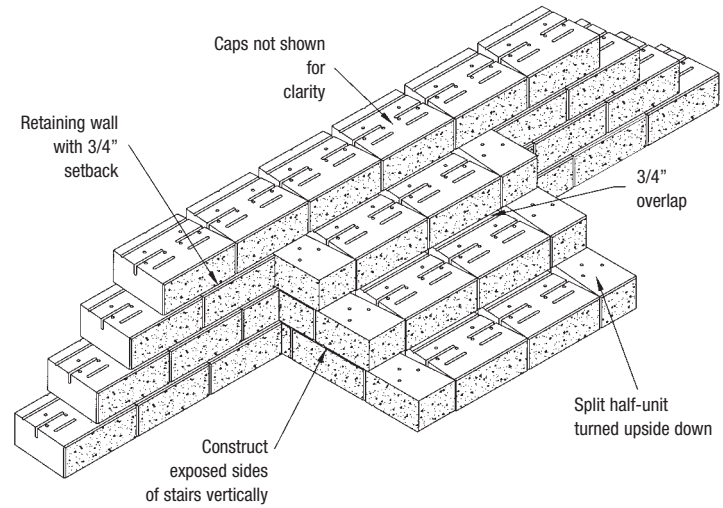 Caps not shown
for
clarity
Retaining wall
with 3/4”
setback
3/4”
overlap
Split half-unit
turned upside down
Construct
exposed sides
of stairs vertically